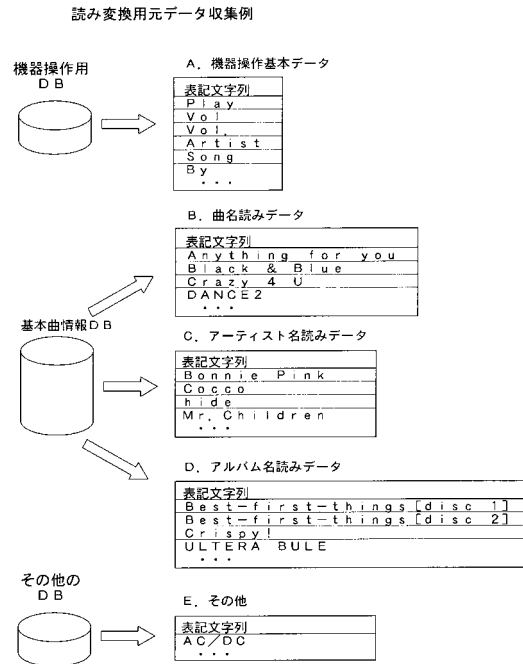 読み変換用元データ収集例
機器操作用
DB
A．機器操作基本データ
表記文字列
Play
Vol
Vol.
Artist
Song
By
・・・
B．曲名読みデータ
表記文字列
Anything for you
Black & Blue
Crazy 4 U
DANCE2
・・・
基本曲情報DB
C．アーティスト名読みデータ
表記文字列
Bonnie Pink
Cocco
hide
Mr. Children
・・・
D．アルバム名読みデータ
表記文字列
Best－first－things[disc 1]
Best－first－things[disc 2]
Crispy!
ULTERA BULE
・・・
その他の
DB
E．その他
表記文字列
AC/DC
・・・